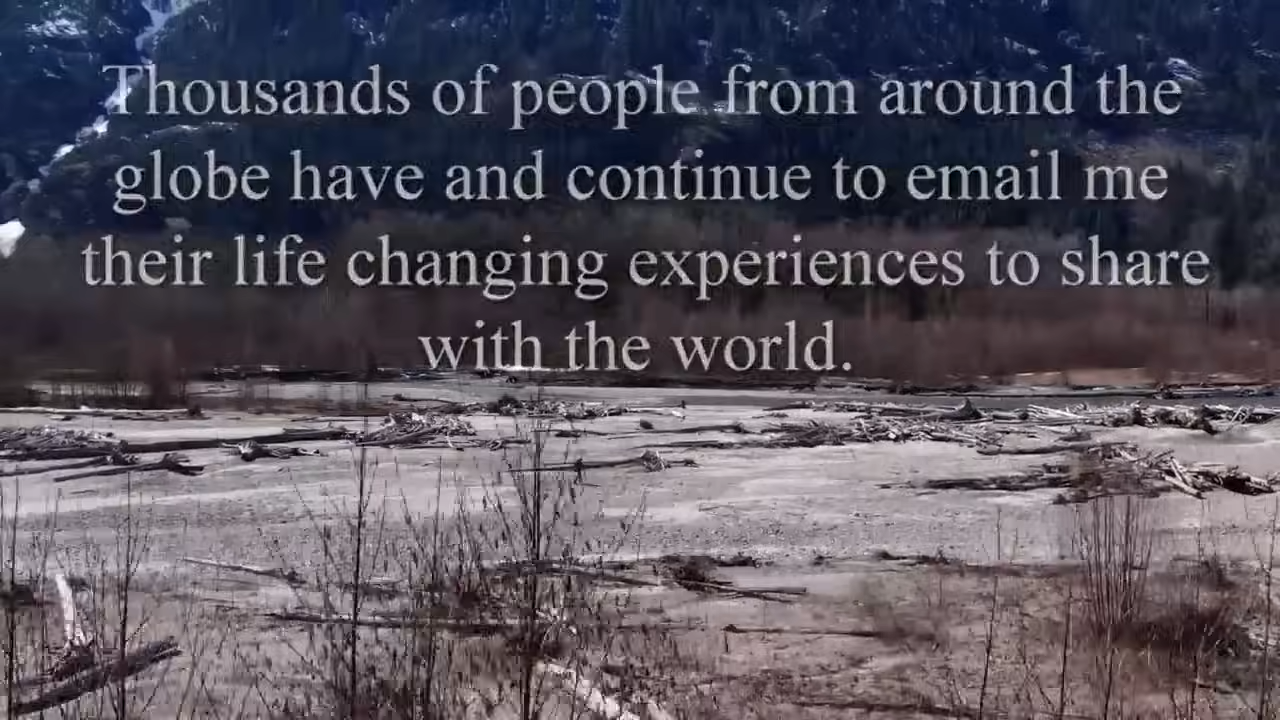 Thousands of people from around the
globe have and continue to email me
their life changing experiences to share
with the world.